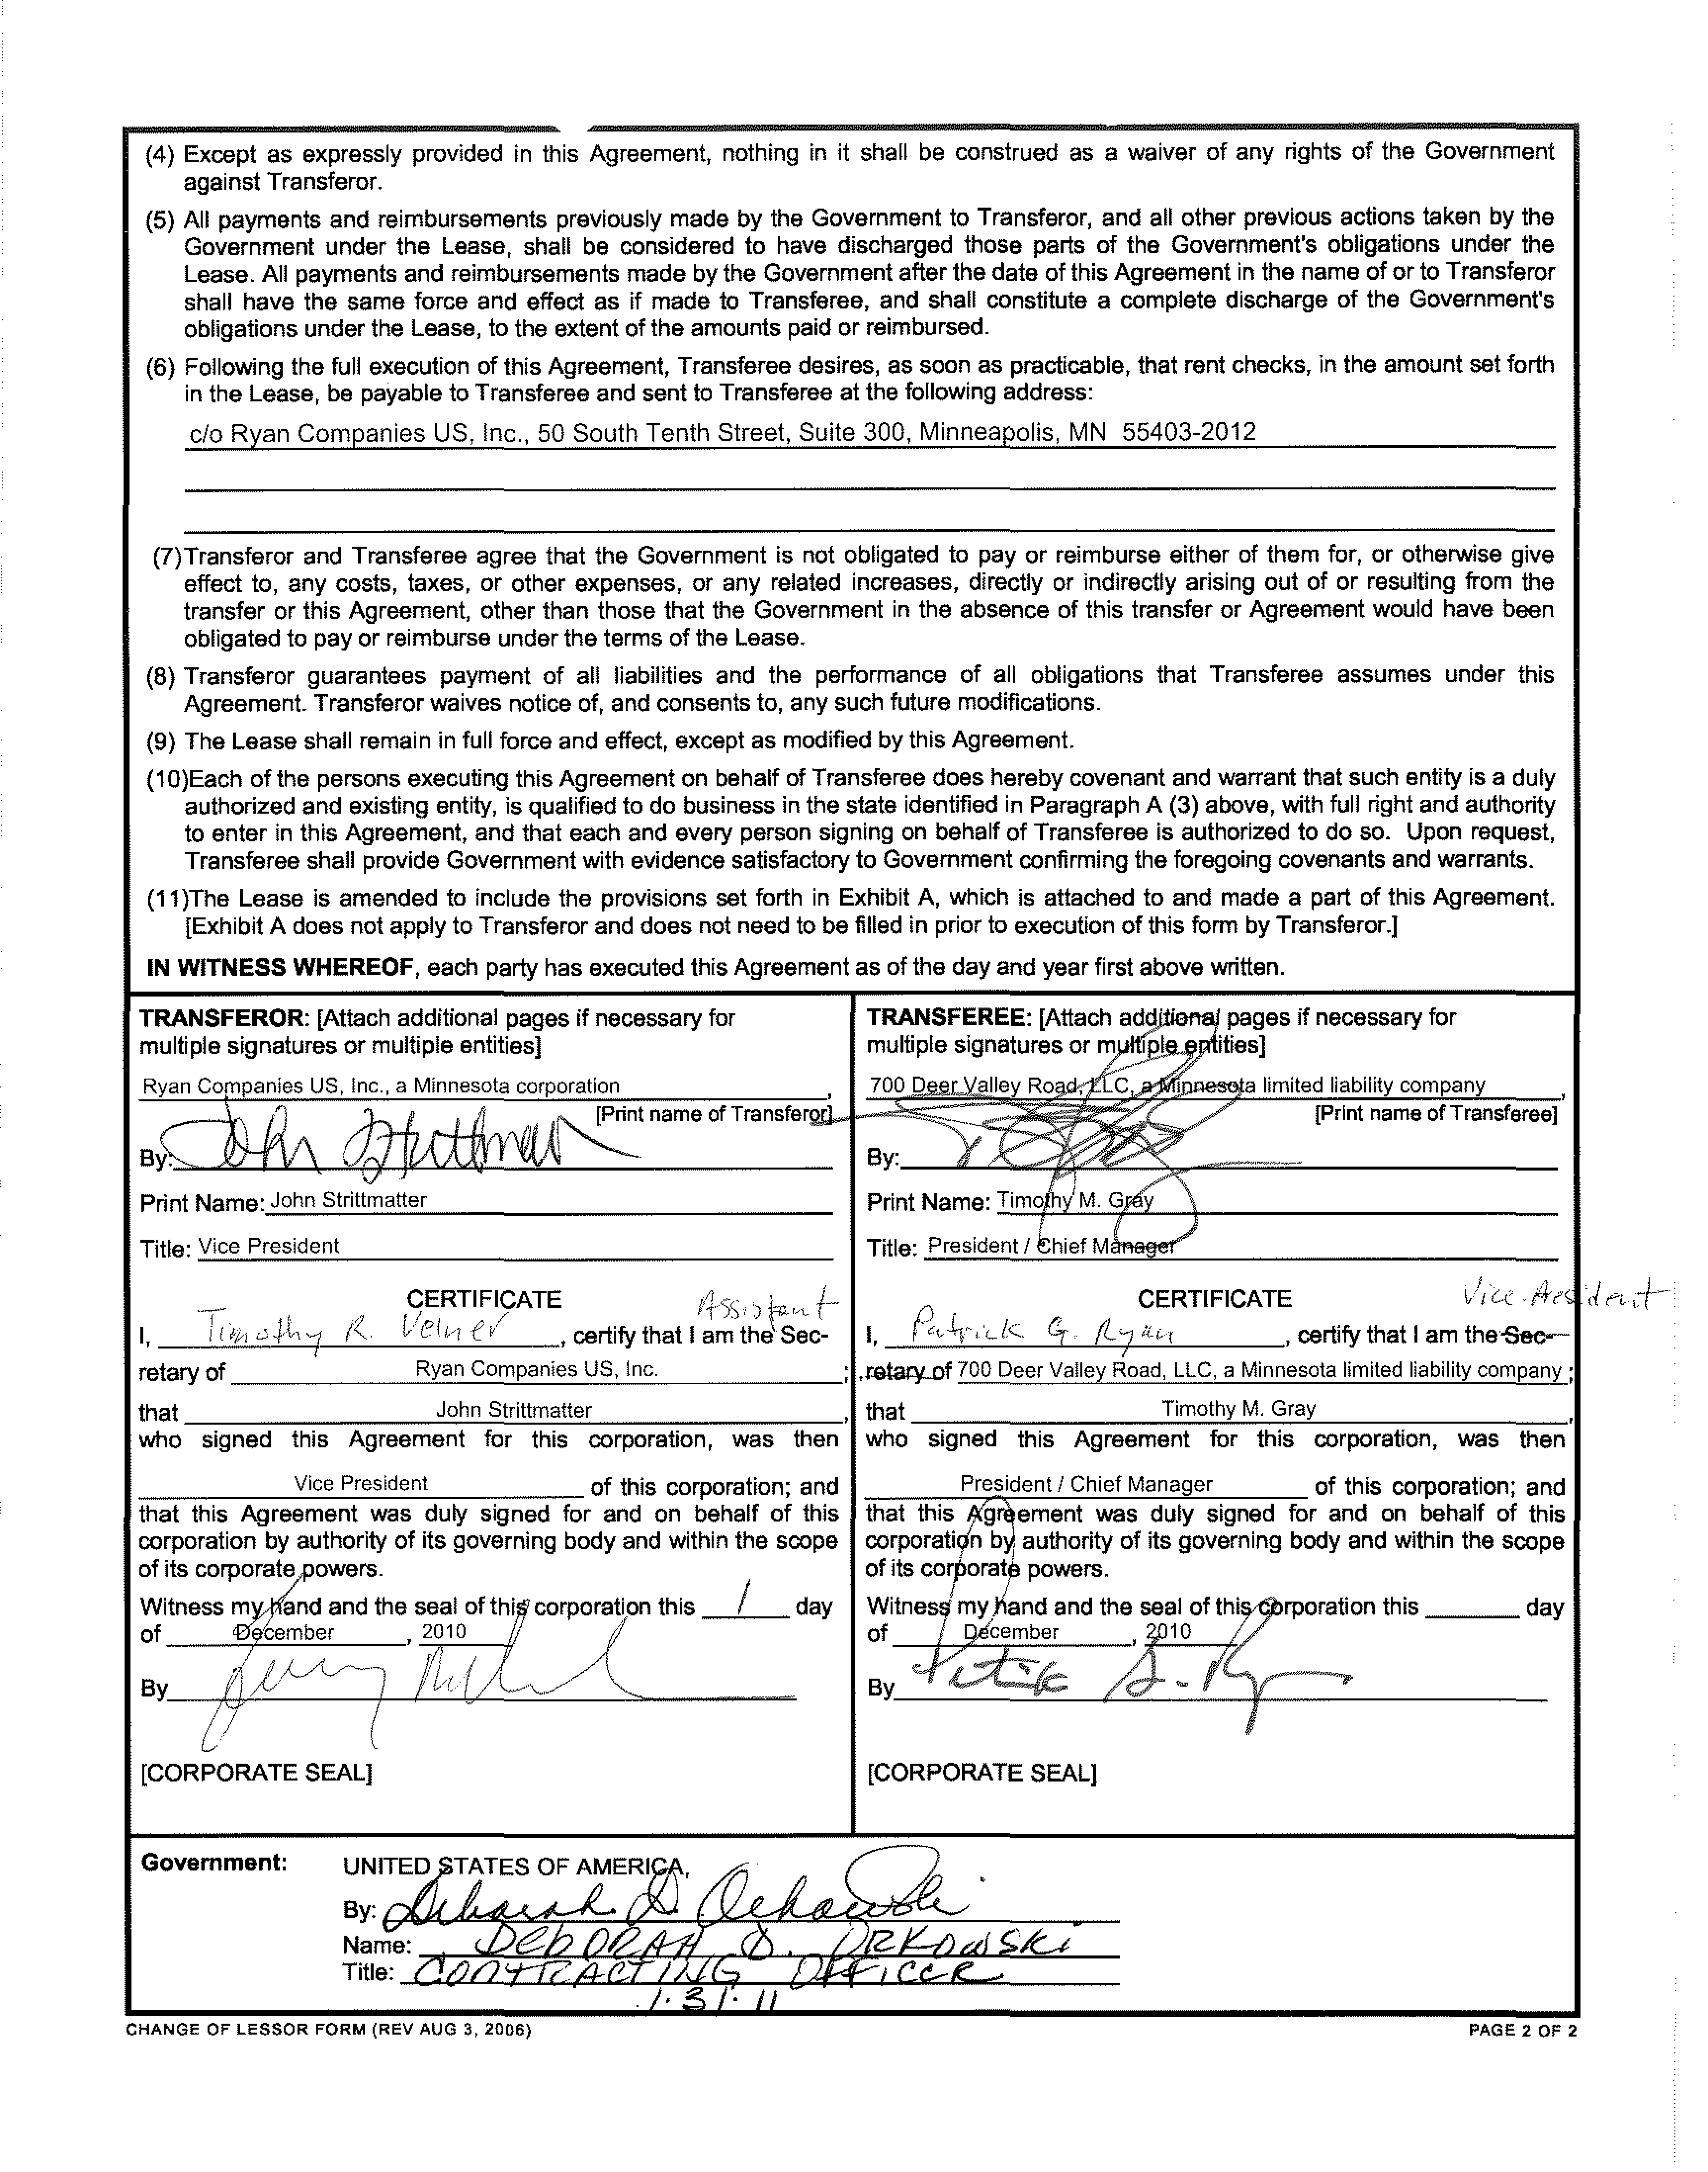 (4) Except as expressly provided in this Agreement, nothing in it shall be construed as a waiver of any rights of the Government
against Transferor.
(5) All payments and reimbursements previously made by the Government to Transferor, and all other previous actions taken by the
Government under the Lease, shall be considered to have discharged those parts of the Government's obligations under the
Lease. All payments and reimbursements made by the Government after the date of this Agreement in the name of or to Transferor
shall have the same force and effect as if made to Transferee, and shall constitute a complete discharge of the Government's
obligations under the Lease, to the extent of the amounts paid or reimbursed.
(6) Following the full execution of this Agreement, Transferee desires, as soon as practicable, that rent checks, in the amount set forth
in the Lease, be payable to Transferee and sent to Transferee at the following address:
c/o Ryan Companies US, Inc., 50 South Tenth Street, Suite 300, Minneapolis, MN 55403-2012
(7)Transferor and Transferee agree that the Government is not obligated to pay or reimburse either of them for, or otherwise give
effect to, any costs, taxes, or other expenses, or any related increases, directly or indirectly arising out of or resulting from the
transfer or this Agreement, other than those that the Government in the absence of this transfer or Agreement would have been
obligated to pay or reimburse under the terms of the Lease.
(8) Transferor guarantees payment of all liabilities and the performance of all obligations that Transferee assumes under this
Agreement. Transferor waives notice of, and consents to, any such future modifications.
(9) The Lease shall remain in full force and effect, except as modified by this Agreement.
(10)Each of the persons executing this Agreement on behalf of Transferee does hereby covenant and warrant that such entity is a duly
authorized and existing entity, is qualified to do business in the state identified in Paragraph A (3) above, with full right and authority
to enter in this Agreement, and that each and every person signing on behalf of Transferee is authorized to do so. Upon request,
Transferee shall provide Government with evidence satisfactory to Government confirming the foregoing covenants and warrants.
(11)The Lease is amended to include the provisions set forth in Exhibit A, which is attached to and made a part of this Agreement.
[Exhibit A does not apply to Transferor and does not need to be filled in prior to execution of this form by Transferor.]
IN WITNESS WHEREOF, each party has executed this Agreement as of the day and year first above written.
TRANSFEROR: [Attach additional pages if necessary for
multiple signatures or multiple entities]
Ryan Companies US, Inc., a Minnesota corporation,
[Print name of Transferor]
By: John Strittmatter
Print Name: John Strittmatter
Title: Vice President
CERTIFICATE
Assistant
I, Timothy R. Velner, certify that I am the Sec-
retary of Ryan Companies US, Inc.;
that John Strittmatter,
who signed this Agreement for this corporation, was then
Vice President of this corporation; and
that this Agreement was duly signed for and on behalf of this
corporation by authority of its governing body and within the scope
of its corporate powers.
Witness my hand and the seal of this corporation this 1 day
of December, 2010
By
[CORPORATE SEAL]
TRANSFEREE: [Attach additional pages if necessary for
multiple signatures or multiple entities]
700 Deer Valley Road, LLC, a Minnesota limited liability company,
[Print name of Transferee]
By:
Print Name: Timothy M. Gray
Title: President / Chief Manager
CERTIFICATE
Vice-President
I, Patrick G. Ryan, certify that I am the Sec-
retary of 700 Deer Valley Road, LLC, a Minnesota limited liability company;
that Timothy M. Gray,
who signed this Agreement for this corporation, was then
President / Chief Manager of this corporation; and
that this Agreement was duly signed for and on behalf of this
corporation by authority of its governing body and within the scope
of its corporate powers.
Witness my hand and the seal of this corporation this day
of December, 2010
By Patrick G. Ryan
[CORPORATE SEAL]
Government: UNITED STATES OF AMERICA,
By: Deborah D. Orkowski
Name: DEBORAH D. ORKOWSKI
Title: CONTRACTING OFFICER
1.31.11
CHANGE OF LESSOR FORM (REV AUG 3, 2006)
PAGE 2 OF 2